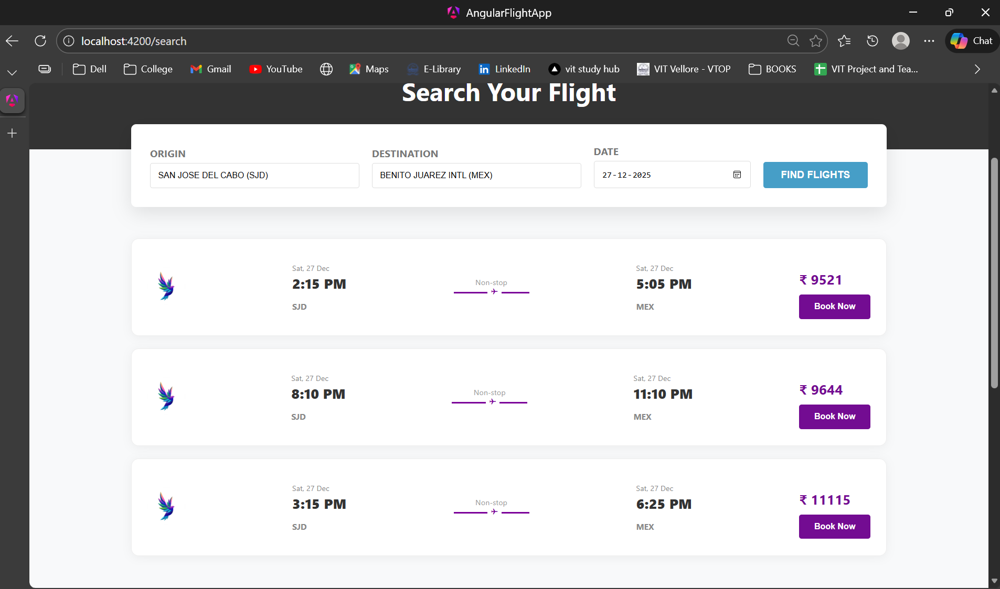 AngularFlightApp
localhost:4200/search
Chat
Dell
College
Gmail
YouTube
Maps
E-Library
LinkedIn
vit study hub
VIT Vellore - VTOP
BOOKS
VIT Project and Tea...
Search Your Flight
ORIGIN
DESTINATION
DATE
SAN JOSE DEL CABO (SJD)
BENITO JUAREZ INTL (MEX)
27-12-2025
FIND FLIGHTS
Sat, 27 Dec
2:15 PM
SJD
Non-stop
Sat, 27 Dec
5:05 PM
MEX
₹ 9521
Book Now
Sat, 27 Dec
8:10 PM
SJD
Non-stop
Sat, 27 Dec
11:10 PM
MEX
₹ 9644
Book Now
Sat, 27 Dec
3:15 PM
SJD
Non-stop
Sat, 27 Dec
6:25 PM
MEX
₹ 11115
Book Now